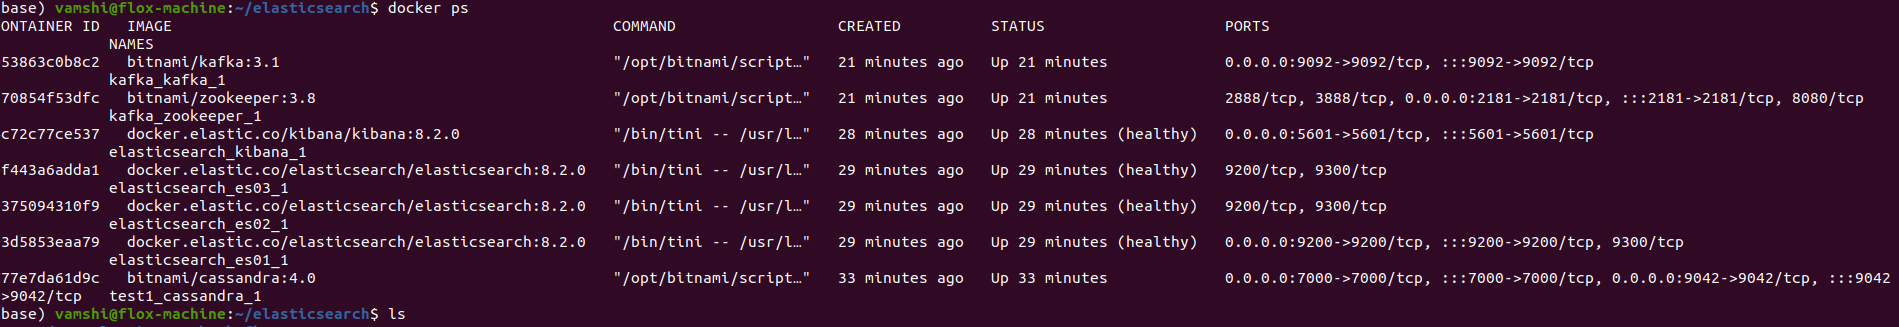 base) vamshi@flox-machine:~/elasticsearch$ docker ps
ONTAINER ID   IMAGE                                                 COMMAND                  CREATED          STATUS                    PORTS
            NAMES
53863c0b8c2   bitnami/kafka:3.1                                     "/opt/bitnami/script…"   21 minutes ago   Up 21 minutes             0.0.0.0:9092->9092/tcp, :::9092->9092/tcp
            kafka_kafka_1
70854f53dfc   bitnami/zookeeper:3.8                                 "/opt/bitnami/script…"   21 minutes ago   Up 21 minutes             2888/tcp, 3888/tcp, 0.0.0.0:2181->2181/tcp, :::2181->2181/tcp, 8080/tcp
            kafka_zookeeper_1
c72c77ce537   docker.elastic.co/kibana/kibana:8.2.0                 "/bin/tini -- /usr/l…"   28 minutes ago   Up 28 minutes (healthy)   0.0.0.0:5601->5601/tcp, :::5601->5601/tcp
            elasticsearch_kibana_1
f443a6adda1   docker.elastic.co/elasticsearch/elasticsearch:8.2.0   "/bin/tini -- /usr/l…"   29 minutes ago   Up 29 minutes (healthy)   9200/tcp, 9300/tcp
            elasticsearch_es03_1
375094310f9   docker.elastic.co/elasticsearch/elasticsearch:8.2.0   "/bin/tini -- /usr/l…"   29 minutes ago   Up 29 minutes (healthy)   9200/tcp, 9300/tcp
            elasticsearch_es02_1
3d5853eaa79   docker.elastic.co/elasticsearch/elasticsearch:8.2.0   "/bin/tini -- /usr/l…"   29 minutes ago   Up 29 minutes (healthy)   0.0.0.0:9200->9200/tcp, :::9200->9200/tcp, 9300/tcp
            elasticsearch_es01_1
77e7da61d9c   bitnami/cassandra:4.0                                 "/opt/bitnami/script…"   33 minutes ago   Up 33 minutes             0.0.0.0:7000->7000/tcp, :::7000->7000/tcp, 0.0.0.0:9042->9042/tcp, :::9042
>9042/tcp   test1_cassandra_1
base) vamshi@flox-machine:~/elasticsearch$ ls